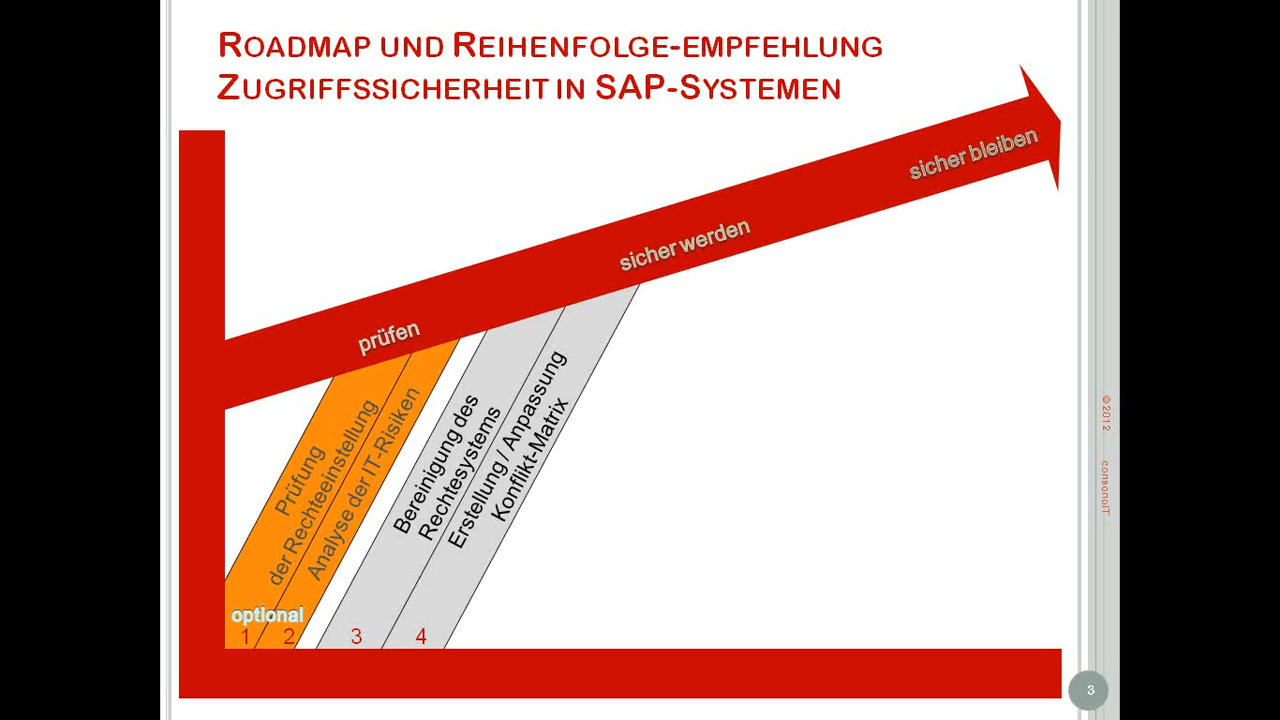 ROADMAP UND REIHENFOLGE-EMPFEHLUNG
ZUGRIFFSSICHERHEIT IN SAP-SYSTEMEN
sicher bleiben
sicher werden
prüfen
Prüfung
der Rechteeinstellung
Analyse der IT-Risiken
Bereinigung des
Rechtesystems
Erstellung / Anpassung
Konflikt-Matrix
optional
1
2
3
4
© 2012 consonoIT
3